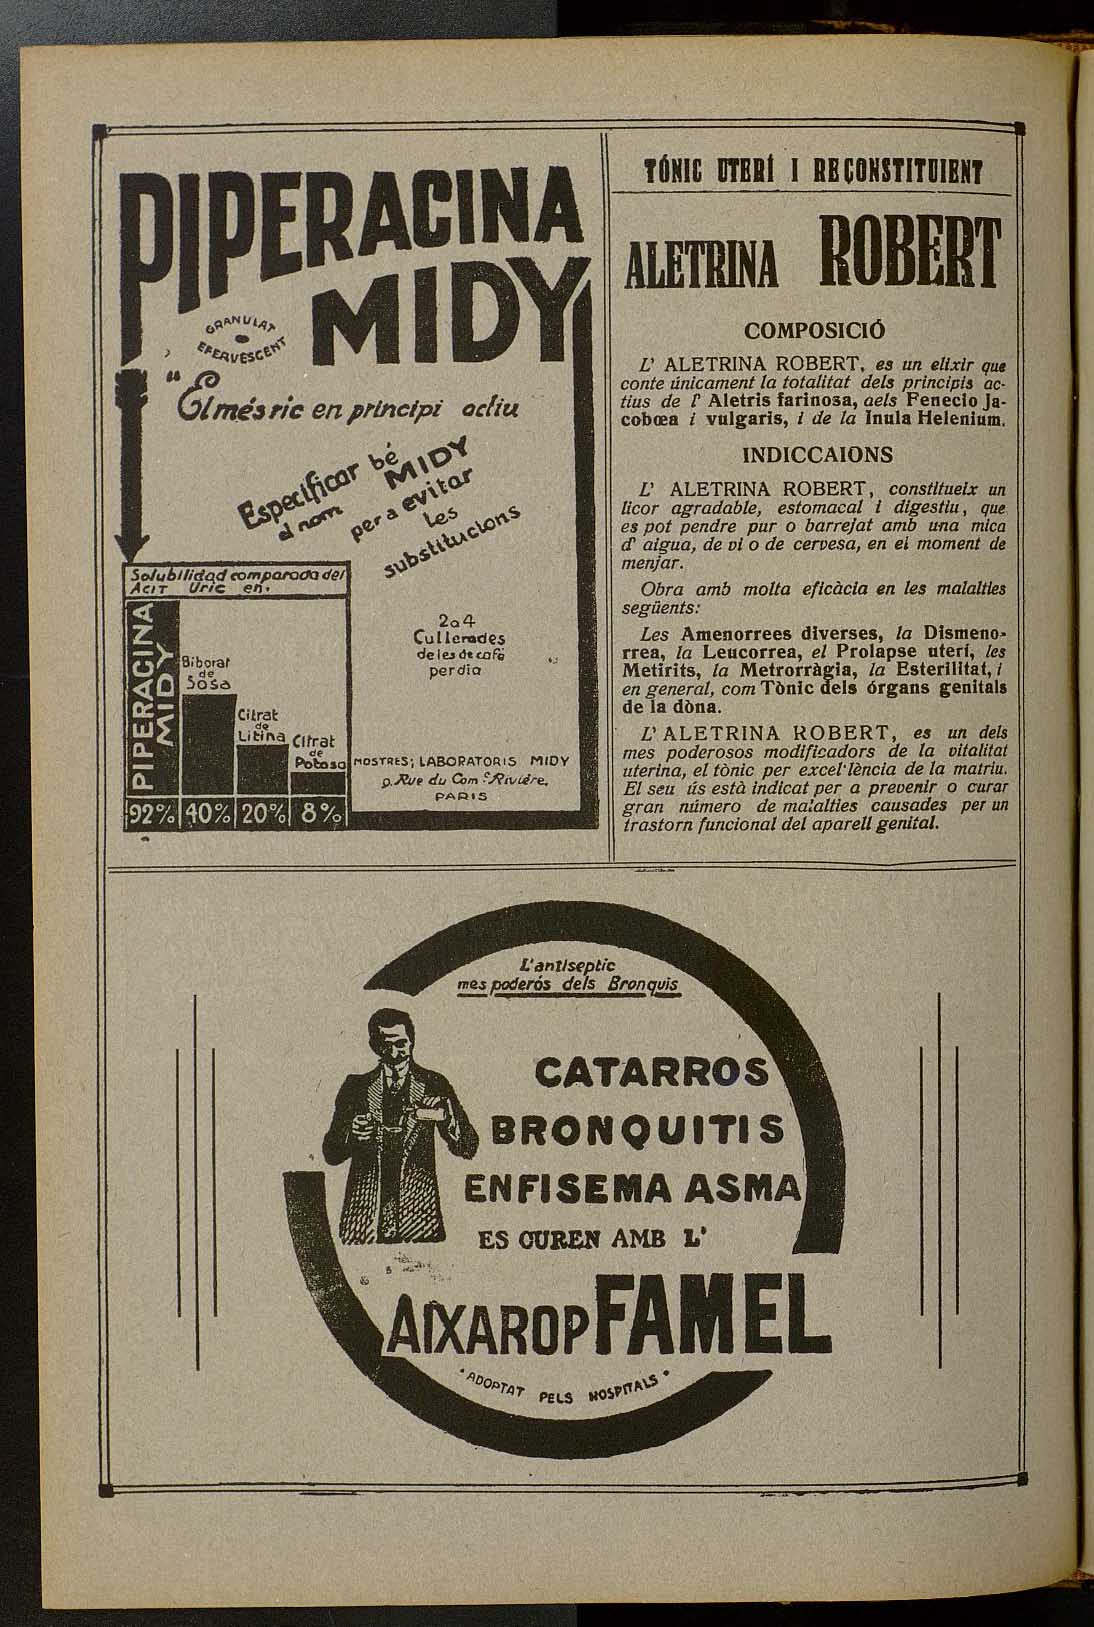 PIPERACINA
MIDY
GRANULAT
EFERVESCENT
"El més ric en principi actiu
Especificar bé
el nom MIDY
per a evitar
les
substitucions
Solubilidad comparada del
Acit Uric en.
PIPERACINA
MIDY
Biborat
de
Sosa
Citrat
de
Litina
Citrat
de
Potasa
92% 40% 20% 8%
2 a 4
Cullerades
de les de cafè
per dia
MOSTRES; LABORATORIS MIDY
9. Rue du Com.t Rivière.
PARIS
TÓNIC UTERÍ I REÇONSTITUIENT
ALETRINA ROBERT
COMPOSICIÓ
L' ALETRINA ROBERT, es un elixir que
conte únicament la totalitat dels principis ac-
tius de l' Aletris farinosa, aels Fenecio Ja-
cobœa i vulgaris, i de la Inula Helenium.
INDICCAIONS
L' ALETRINA ROBERT, constitueix un
licor agradable, estomacal i digestiu, que
es pot pendre pur o barrejat amb una mica
d' aigua, de vi o de cervesa, en el moment de
menjar.
Obra amb molta eficàcia en les malalties
següents:
Les Amenorrees diverses, la Dismeno-
rrea, la Leucorrea, el Prolapse uterí, les
Metirits, la Metrorràgia, la Esterilitat, i
en general, com Tònic dels órgans genitals
de la dòna.
L' ALETRINA ROBERT, es un dels
mes poderosos modificadors de la vitalitat
uterina, el tònic per excel·lència de la matriu.
El seu ús està indicat per a prevenir o curar
gran número de malalties causades per un
trastorn funcional del aparell genital.
L'antisèptic
mes poderós dels Bronquis
CATARROS
BRONQUITIS
ENFISEMA ASMA
ES CUREN AMB L'
AIXAROP FAMEL
· ADOPTAT PELS HOSPITALS ·